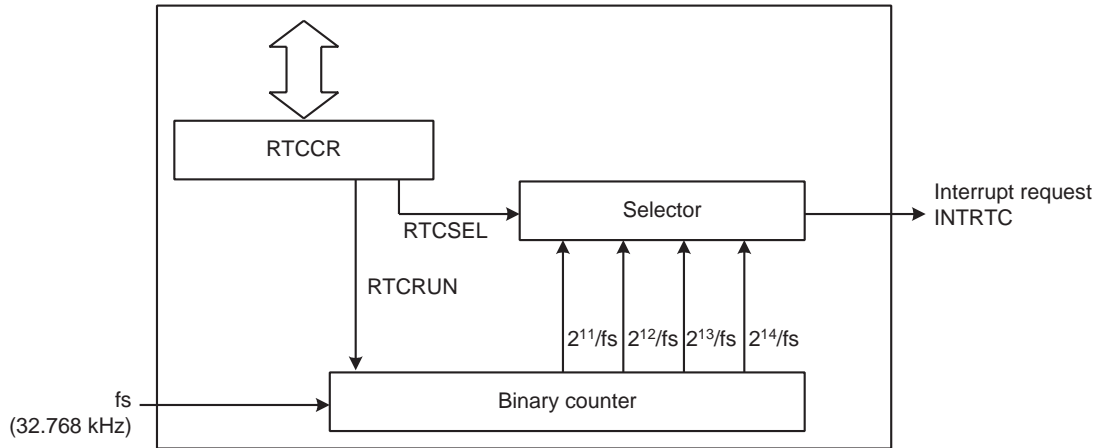 RTCCR
Selector
Interrupt request
INTRTC
RTCSEL
RTCRUN
2¹¹/fs 2¹²/fs 2¹³/fs 2¹⁴/fs
fs
(32.768 kHz)
Binary counter